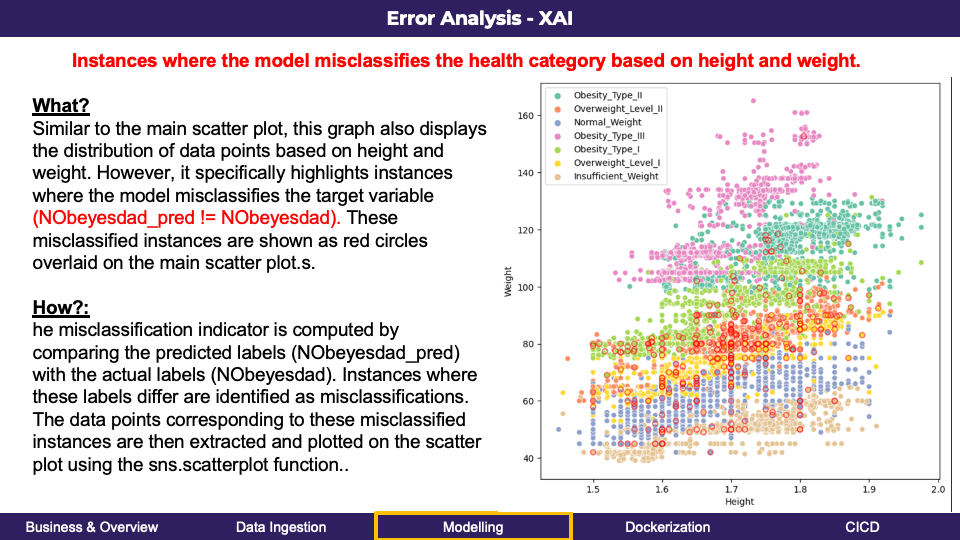 Error Analysis - XAI
Instances where the model misclassifies the health category based on height and weight.
What?
Similar to the main scatter plot, this graph also displays
the distribution of data points based on height and
weight. However, it specifically highlights instances
where the model misclassifies the target variable
(NObeyesdad_pred != NObeyesdad). These
misclassified instances are shown as red circles
overlaid on the main scatter plot.s.
How?:
he misclassification indicator is computed by
comparing the predicted labels (NObeyesdad_pred)
with the actual labels (NObeyesdad). Instances where
these labels differ are identified as misclassifications.
The data points corresponding to these misclassified
instances are then extracted and plotted on the scatter
plot using the sns.scatterplot function..
Obesity_Type_II
Overweight_Level_II
Normal_Weight
Obesity_Type_III
Obesity_Type_I
Overweight_Level_I
Insufficient_Weight
160
140
120
100
80
60
40
Weight
1.5 1.6 1.7 1.8 1.9 2.0
Height
Business & Overview Data Ingestion Modelling Dockerization CICD